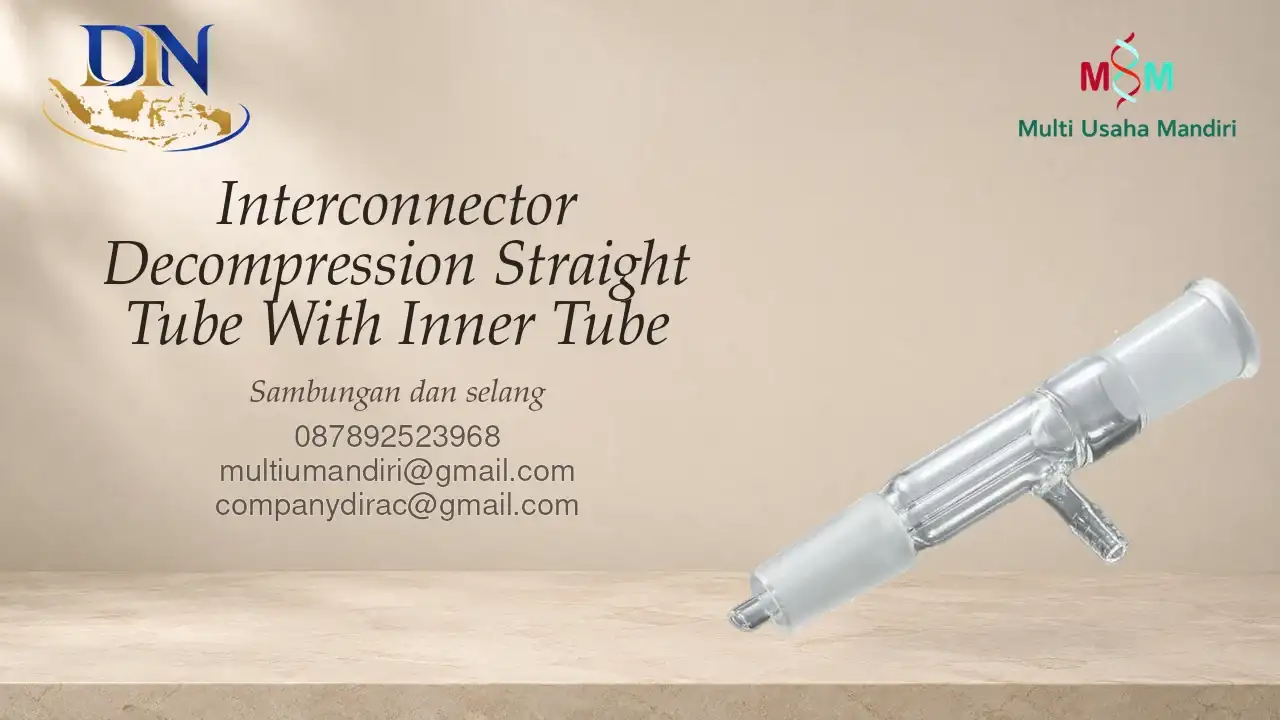 DN
M M
Multi Usaha Mandiri
Interconnector
Decompression Straight
Tube With Inner Tube
Sambungan dan selang
087892523968
multiumandiri@gmail.com
companydirac@gmail.com